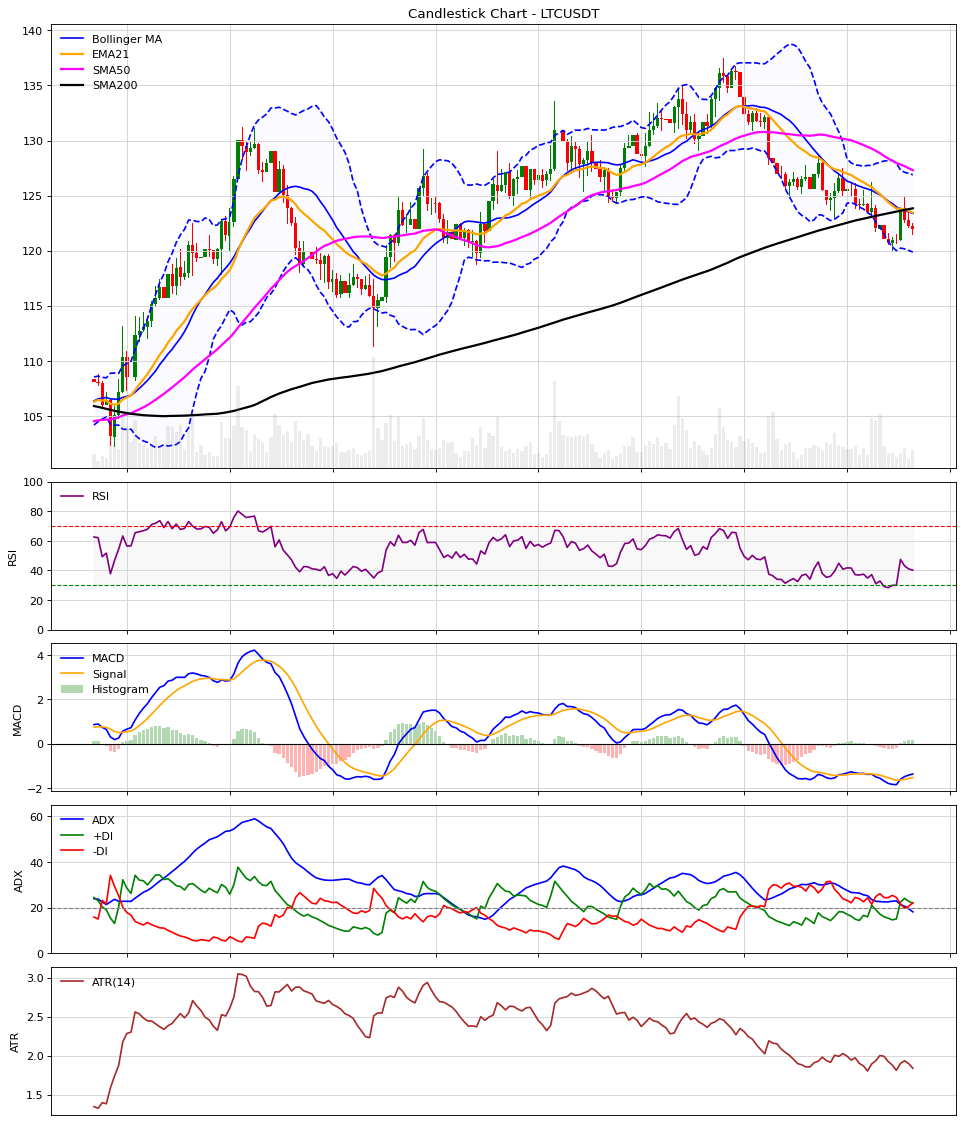 Candlestick Chart - LTCUSDT
Bollinger MA
EMA21
SMA50
SMA200
140
135
130
125
120
115
110
105
RSI
RSI
100
80
60
40
20
0
MACD
Signal
Histogram
MACD
4
2
0
−2
ADX
+DI
-DI
ADX
60
40
20
0
ATR(14)
ATR
3.0
2.5
2.0
1.5